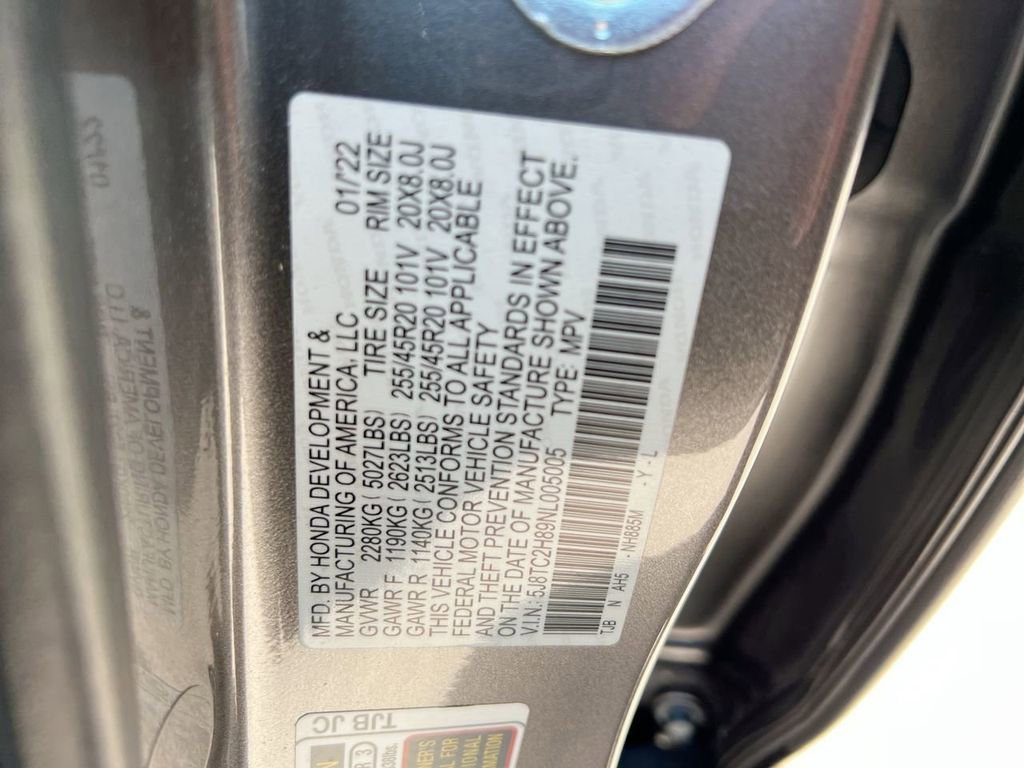 MFD. BY HONDA DEVELOPMENT &
MANUFACTURING OF AMERICA, LLC 01/'22
GVWR 2280KG ( 5027LBS) TIRE SIZE RIM SIZE
GAWR F 1190KG ( 2623LBS) 255/45R20 101V 20X8.0J
GAWR R 1140KG ( 2513LBS) 255/45R20 101V 20X8.0J
THIS VEHICLE CONFORMS TO ALL APPLICABLE
FEDERAL MOTOR VEHICLE SAFETY
AND THEFT PREVENTION STANDARDS IN EFFECT
ON THE DATE OF MANUFACTURE SHOWN ABOVE.
V.I.N.: 5J8TC2H89NL005005 TYPE: MPV
TJB N AH5 NH885M - Y - L
TJB JC